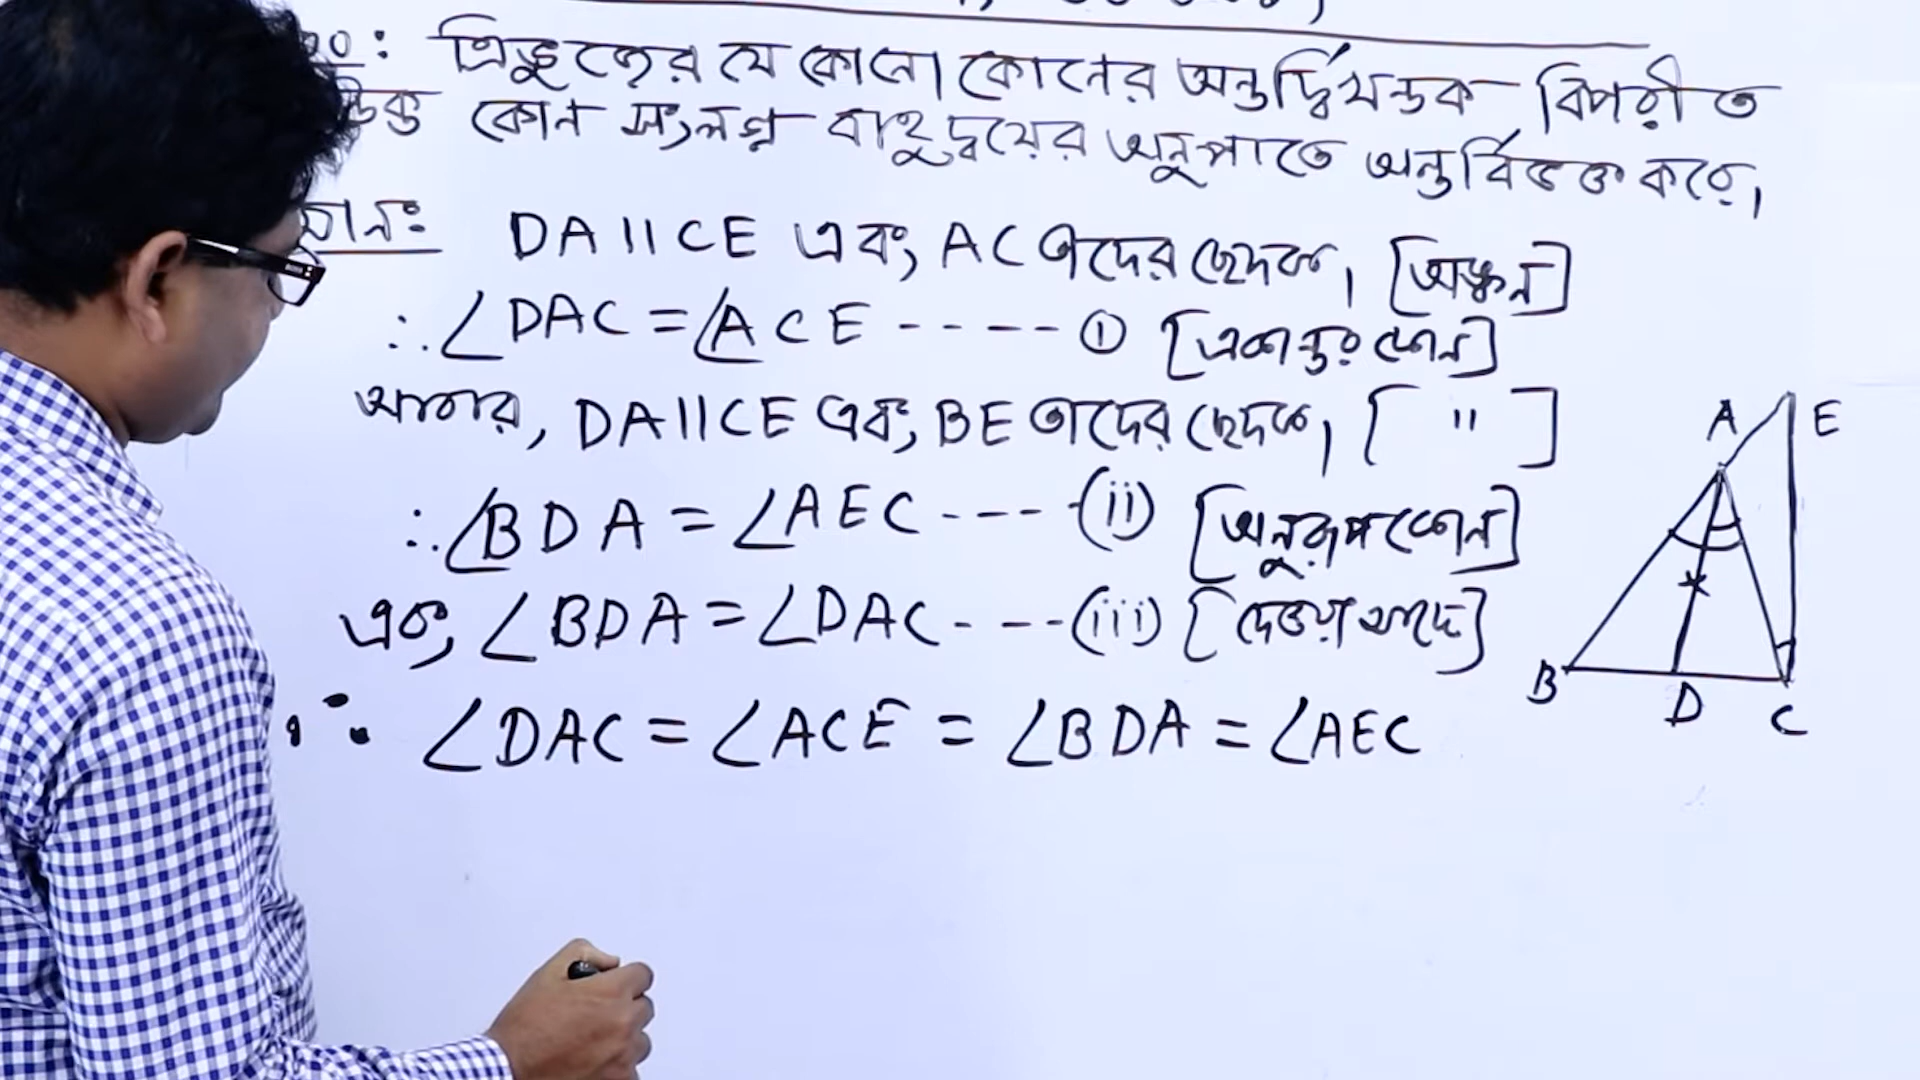 ত্রিভুজের যে কোনো কোনের অন্তর্দ্বিখন্ডক বিপরীত
উক্ত কোন সংলগ্ন বাহুদ্বয়ের অনুপাতে অন্তর্বিভক্ত করে।
DA||CE এবং AC তাদের ছেদক। [অঙ্কন]
∴ ∠DAC = ∠ACE ----- ① [একান্তর কোন]
আবার, DA||CE এবং BE তাদের ছেদক। [ " ]
∴ ∠BDA = ∠AEC ---- (ii) [অনুরূপ কোন]
এবং ∠BDA = ∠DAC ---- (iii) [দেওয়া আছে]
∴ ∠DAC = ∠ACE = ∠BDA = ∠AEC
A E
B D C